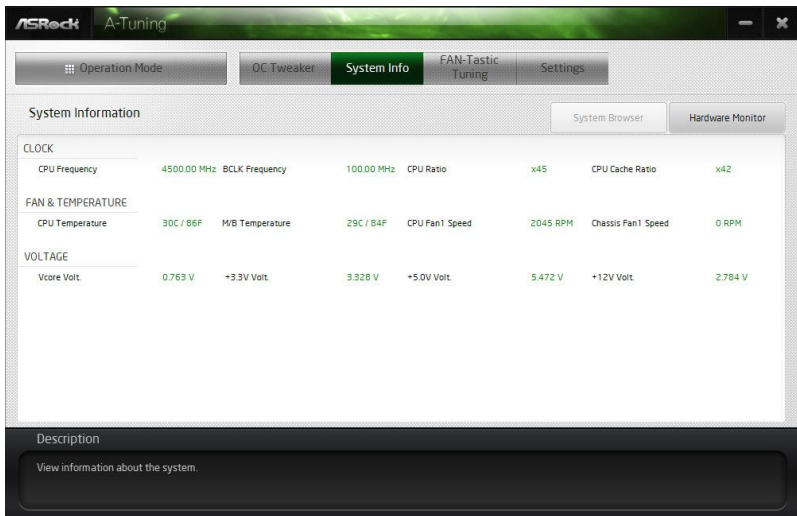 ASRock A-Tuning
Operation Mode OC Tweaker System Info FAN-Tastic Tuning Settings
System Information System Browser Hardware Monitor
CLOCK
CPU Frequency 4500.00 MHz BCLK Frequency 100.00 MHz CPU Ratio x45 CPU Cache Ratio x42
FAN & TEMPERATURE
CPU Temperature 30C / 86F M/B Temperature 29C / 84F CPU Fan1 Speed 2045 RPM Chassis Fan1 Speed 0 RPM
VOLTAGE
Vcore Volt. 0.763 V +3.3V Volt. 3.328 V +5.0V Volt. 5.472 V +12V Volt. 2.784 V
Description
View information about the system.